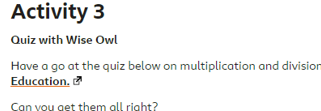 Activity 3
Quiz with Wise Owl
Have a go at the quiz below on multiplication and division
Education.
Can you get them all right?